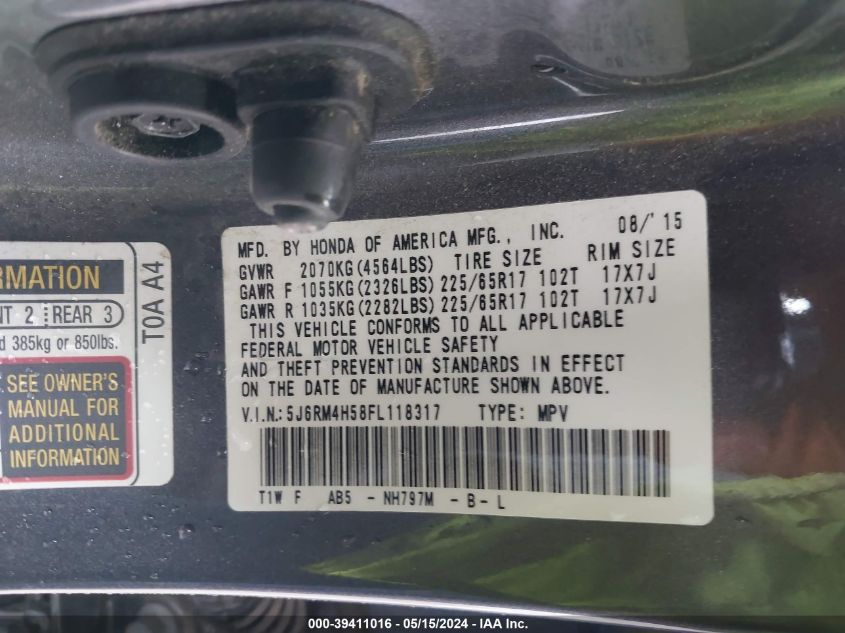 MFD. BY HONDA OF AMERICA MFG., INC. 08/'15
GVWR 2070KG(4564LBS) TIRE SIZE RIM SIZE
GAWR F 1055KG(2326LBS) 225/65R17 102T 17X7J
GAWR R 1035KG(2282LBS) 225/65R17 102T 17X7J
THIS VEHICLE CONFORMS TO ALL APPLICABLE
FEDERAL MOTOR VEHICLE SAFETY
AND THEFT PREVENTION STANDARDS IN EFFECT
ON THE DATE OF MANUFACTURE SHOWN ABOVE.
V.I.N.: 5J6RM4H58FL118317 TYPE: MPV
T1W F AB5 - NH797M - B - L
RMATION
NT 2 REAR 3
d 385kg or 850lbs.
SEE OWNER'S
MANUAL FOR
ADDITIONAL
INFORMATION
T0A A4
000-39411016 - 05/15/2024 - IAAI, Inc.